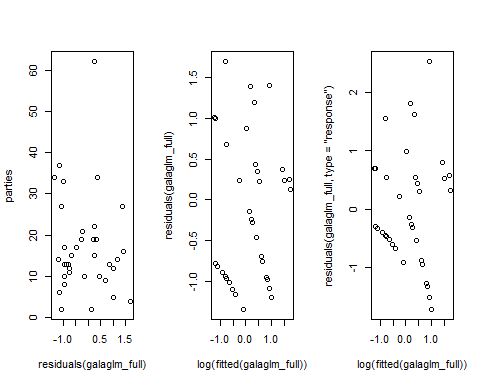 parties
0 10 20 30 40 50 60
-1.0 0.5 1.5
residuals(galaglm_full)
residuals(galaglm_full)
-1.0 -0.5 0.0 0.5 1.0 1.5
-1.0 0.0 1.0
log(fitted(galaglm_full))
residuals(galaglm_full, type = "response")
-1 0 1 2
-1.0 0.0 1.0
log(fitted(galaglm_full))